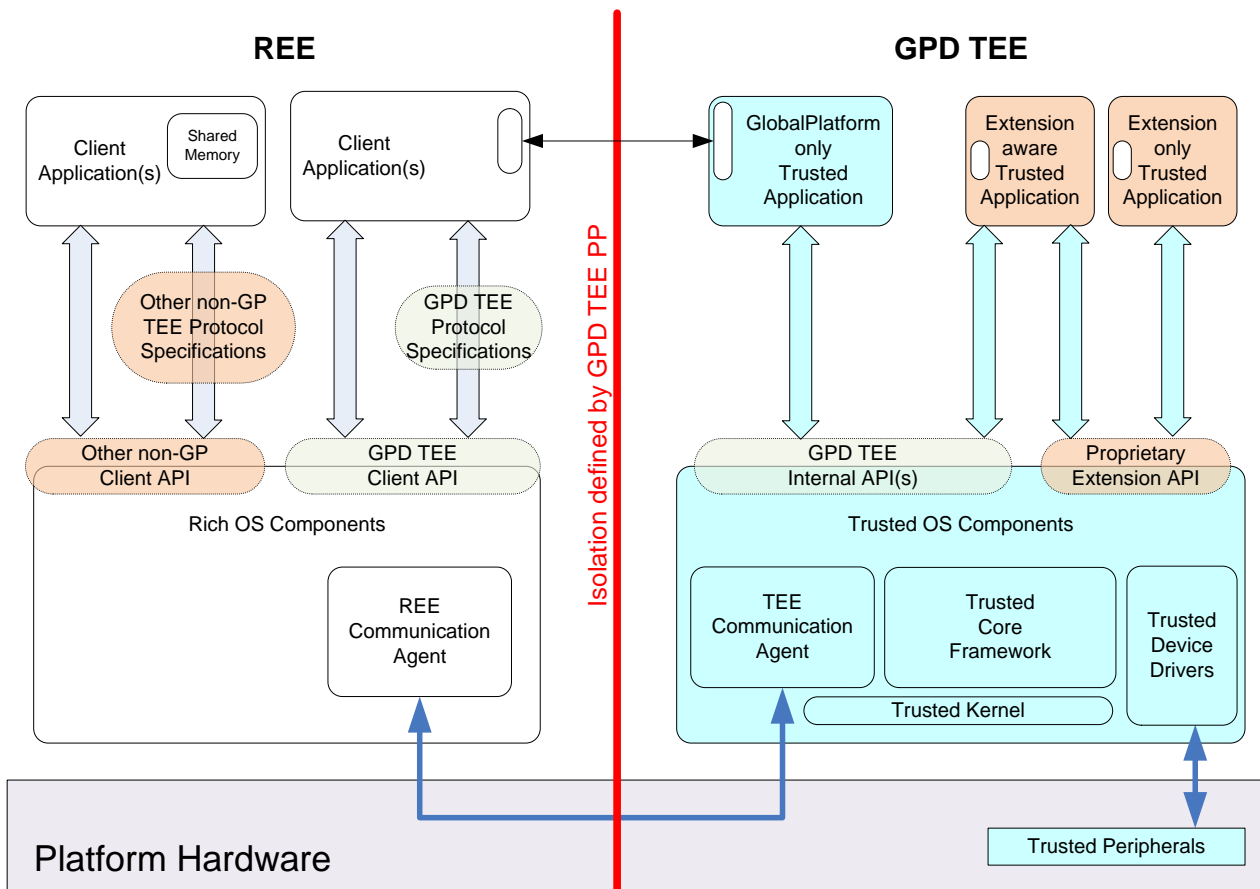 REE
GPD TEE
Client
Application(s)
Shared
Memory
Client
Application(s)
GlobalPlatform
only
Trusted
Application
Extension
aware
Trusted
Application
Extension
only
Trusted
Application
Isolation defined by GPD TEE PP
Other non-GP
TEE Protocol
Specifications
GPD TEE
Protocol
Specifications
Other non-GP
Client API
GPD TEE
Client API
GPD TEE
Internal API(s)
Proprietary
Extension API
Rich OS Components
Trusted OS Components
REE
Communication
Agent
TEE
Communication
Agent
Trusted
Core
Framework
Trusted
Device
Drivers
Trusted Kernel
Platform Hardware
Trusted Peripherals